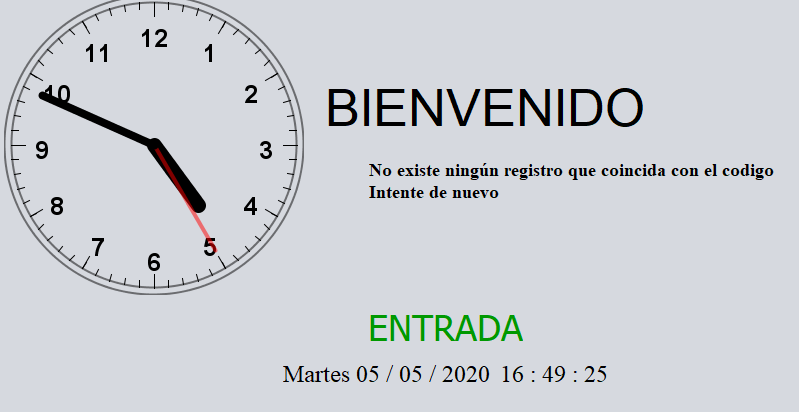 12
11
1
10
2
9
3
8
4
7
5
6
BIENVENIDO
No existe ningún registro que coincida con el codigo
Intente de nuevo
ENTRADA
Martes 05 / 05 / 2020 16 : 49 : 25